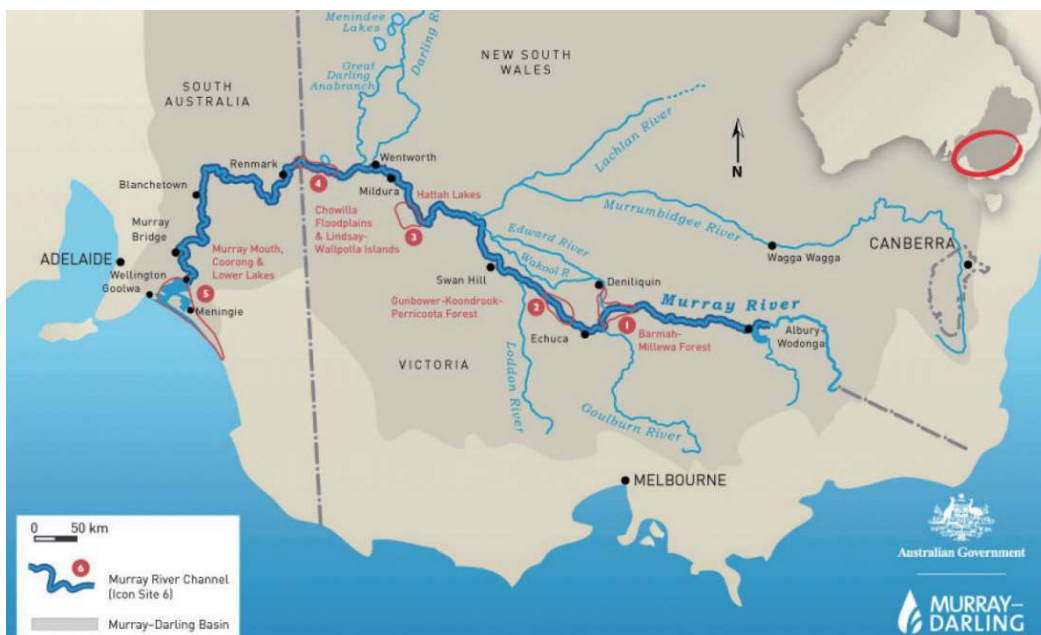 Menindee
Lakes
Darling R
Great
Darling
Anabranch
NEW SOUTH
WALES
SOUTH
AUSTRALIA
Lachlan River
N
Renmark
Wentworth
4
Mildura
Hattah Lakes
Blanchetown
3
Chowilla
Floodplains
& Lindsay-
Wallpolla Islands
Murrumbidgee River
Edward River
Wakool R
Wagga Wagga
CANBERRA
Murray
Bridge
ADELAIDE
Murray Mouth,
Coorong &
Lower Lakes
Wellington
Goolwa
5
Meningie
Swan Hill
Deniliquin
Gunbower-Koondrook-
Perricoota Forest
2
Murray River
1
Echuca
Barmah-
Millewa Forest
Albury-
Wodonga
VICTORIA
Loddon River
Goulburn River
MELBOURNE
0 50 km
6
Murray River Channel
(Icon Site 6)
Murray–Darling Basin
Australian Government
MURRAY–
DARLING